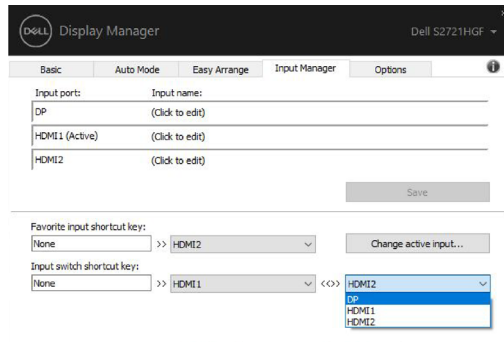 DELL Display Manager Dell S2721HGF
Basic Auto Mode Easy Arrange Input Manager Options
Input port: Input name:
DP (Click to edit)
HDMI1 (Active) (Click to edit)
HDMI2 (Click to edit)
Save
Favorite input shortcut key:
None >> HDMI2 Change active input...
Input switch shortcut key:
None >> HDMI1 <<>> HDMI2
DP
HDMI1
HDMI2